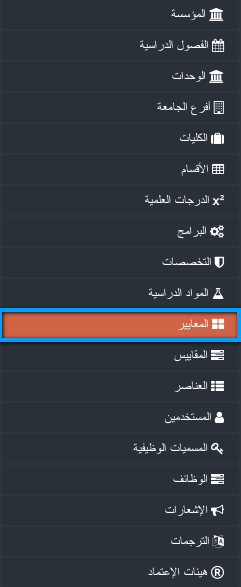 المؤسسة
الفصول الدراسية
الوحدات
أفرع الجامعة
الكليات
الأقسام
الدرجات العلمية x²
البرامج
التخصصات
المواد الدراسية
المعايير
المقاييس
العناصر
المستخدمين
المسميات الوظيفية
الوظائف
الإشعارات
الترجمات
هيئات الإعتماد ®